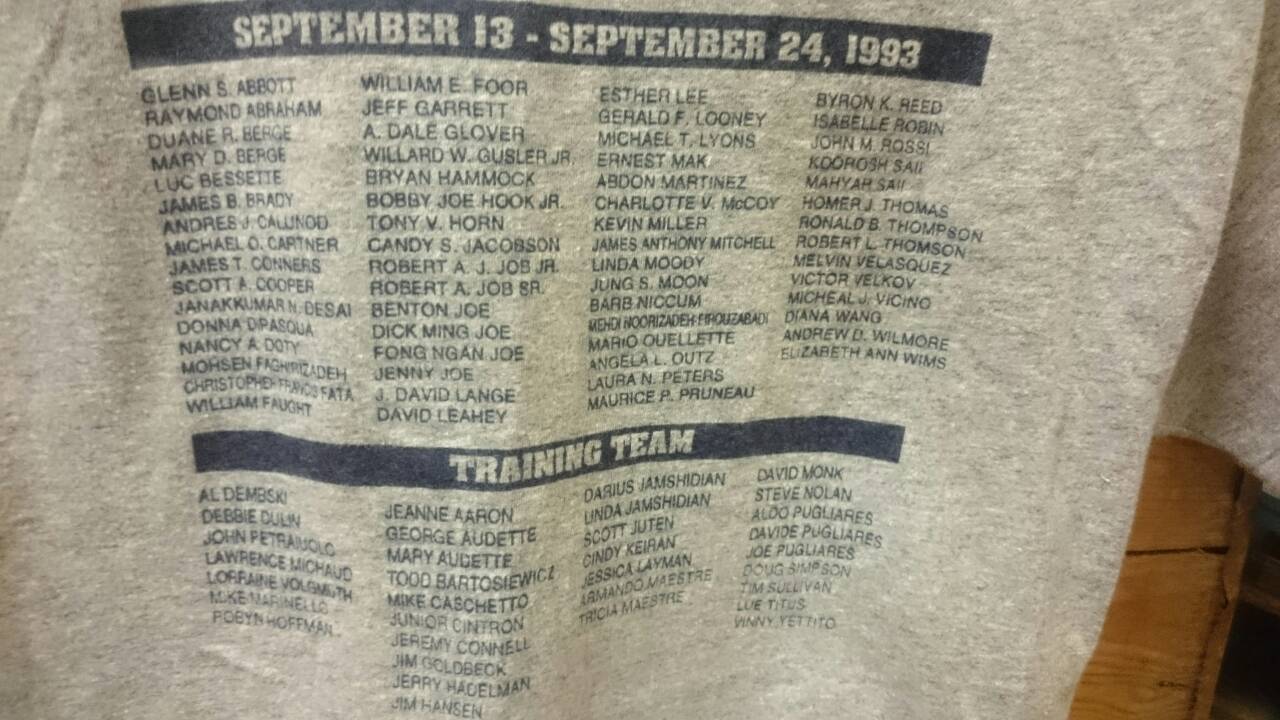 SEPTEMBER 13 - SEPTEMBER 24, 1993
GLENN S. ABBOTT
RAYMOND ABRAHAM
DUANE R. BERGE
MARY D. BERGE
LUC BESSETTE
JAMES B. BRADY
ANDRES J. CALUNOD
MICHAEL O. CARTNER
JAMES T. CONNERS
SCOTT A. COOPER
JANAKKUMAR N. DESAI
DONNA DIPASQUA
NANCY A. DOTY
MOHSEN FAGHIRIZADEH
CHRISTOPHER FRANCIS FATA
WILLIAM FAUGHT
WILLIAM E. FOOR
JEFF GARRETT
A. DALE GLOVER
WILLARD W. GUSLER JR.
BRYAN HAMMOCK
BOBBY JOE HOOK JR.
TONY V. HORN
CANDY S. JACOBSON
ROBERT A. J. JOB JR.
ROBERT A. JOB SR.
BENTON JOE
DICK MING JOE
FONG NGAN JOE
JENNY JOE
J. DAVID LANGE
DAVID LEAHEY
ESTHER LEE
GERALD F. LOONEY
MICHAEL T. LYONS
ERNEST MAK
ABDON MARTINEZ
CHARLOTTE V. McCOY
KEVIN MILLER
JAMES ANTHONY MITCHELL
LINDA MOODY
JUNG S. MOON
BARB NICCUM
MEHDI NOORIZADEH-FIROUZABADI
MARIO OUELLETTE
ANGELA L. OUTZ
LAURA N. PETERS
MAURICE P. PRUNEAU
BYRON K. REED
ISABELLE ROBIN
JOHN M. ROSSI
KOOROSH SAII
MAHYAR SAII
HOMER J. THOMAS
RONALD B. THOMPSON
ROBERT L. THOMSON
MELVIN VELASQUEZ
VICTOR VELKOV
MICHEAL J. VICINO
DIANA WANG
ANDREW D. WILMORE
ELIZABETH ANN WIMS
TRAINING TEAM
AL DEMBSKI
DEBBIE DULIN
JOHN PETRAIUOLO
LAWRENCE MICHAUD
LORRAINE VOLGMUTH
MIKE MARINELLO
ROBYN HOFFMAN
JEANNE AARON
GEORGE AUDETTE
MARY AUDETTE
TODD BARTOSIEWICZ
MIKE CASCHETTO
JUNIOR CINTRON
JEREMY CONNELL
JIM GOLDBECK
JERRY HADELMAN
JIM HANSEN
DARIUS JAMSHIDIAN
LINDA JAMSHIDIAN
SCOTT JUTEN
CINDY KEIRAN
JESSICA LAYMAN
ARMANDO MAESTRE
TRICIA MAESTRE
DAVID MONK
STEVE NOLAN
ALDO PUGLIARES
DAVIDE PUGLIARES
JOE PUGLIARES
DOUG SIMPSON
TIM SULLIVAN
LUE TITUS
VINNY